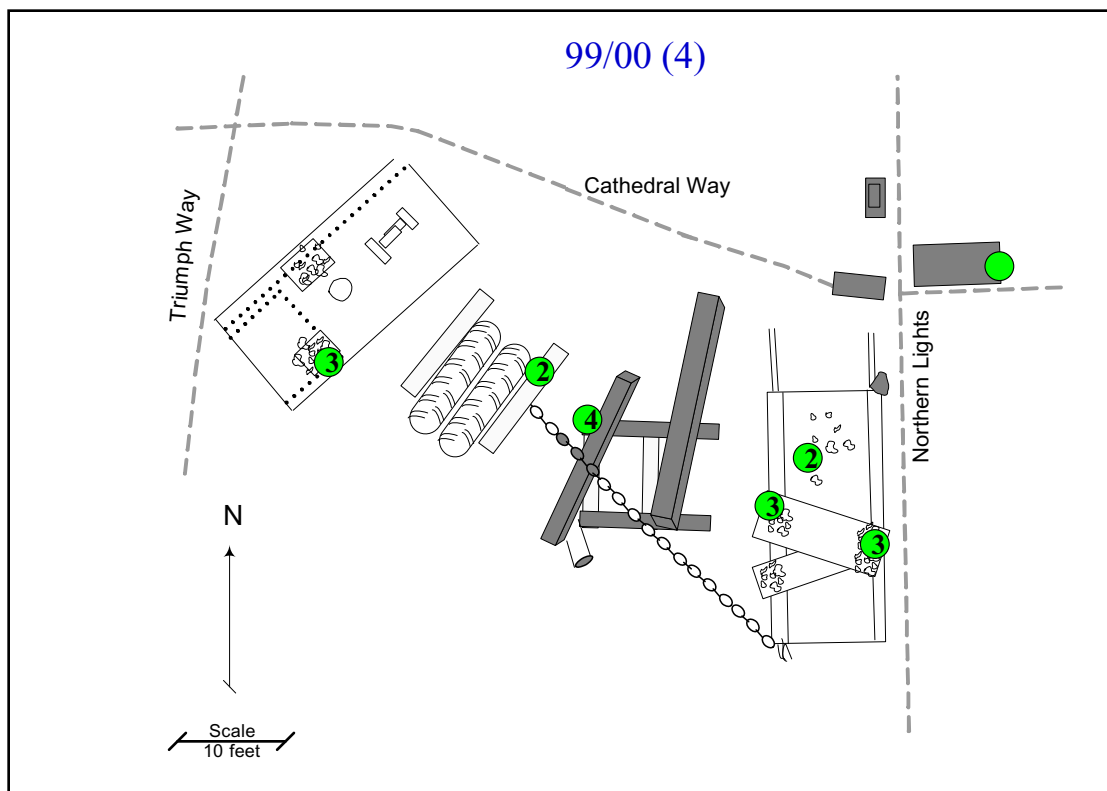 99/00 (4)
Cathedral Way
Triumph Way
Northern Lights
3
2
4
2
3
3
N
Scale
10 feet